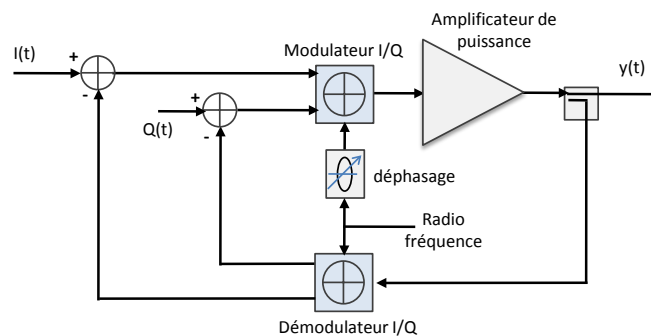 Amplificateur de
puissance
I(t)
+
-
Modulateur I/Q
y(t)
Q(t)
+
-
déphasage
Radio
fréquence
Démodulateur I/Q